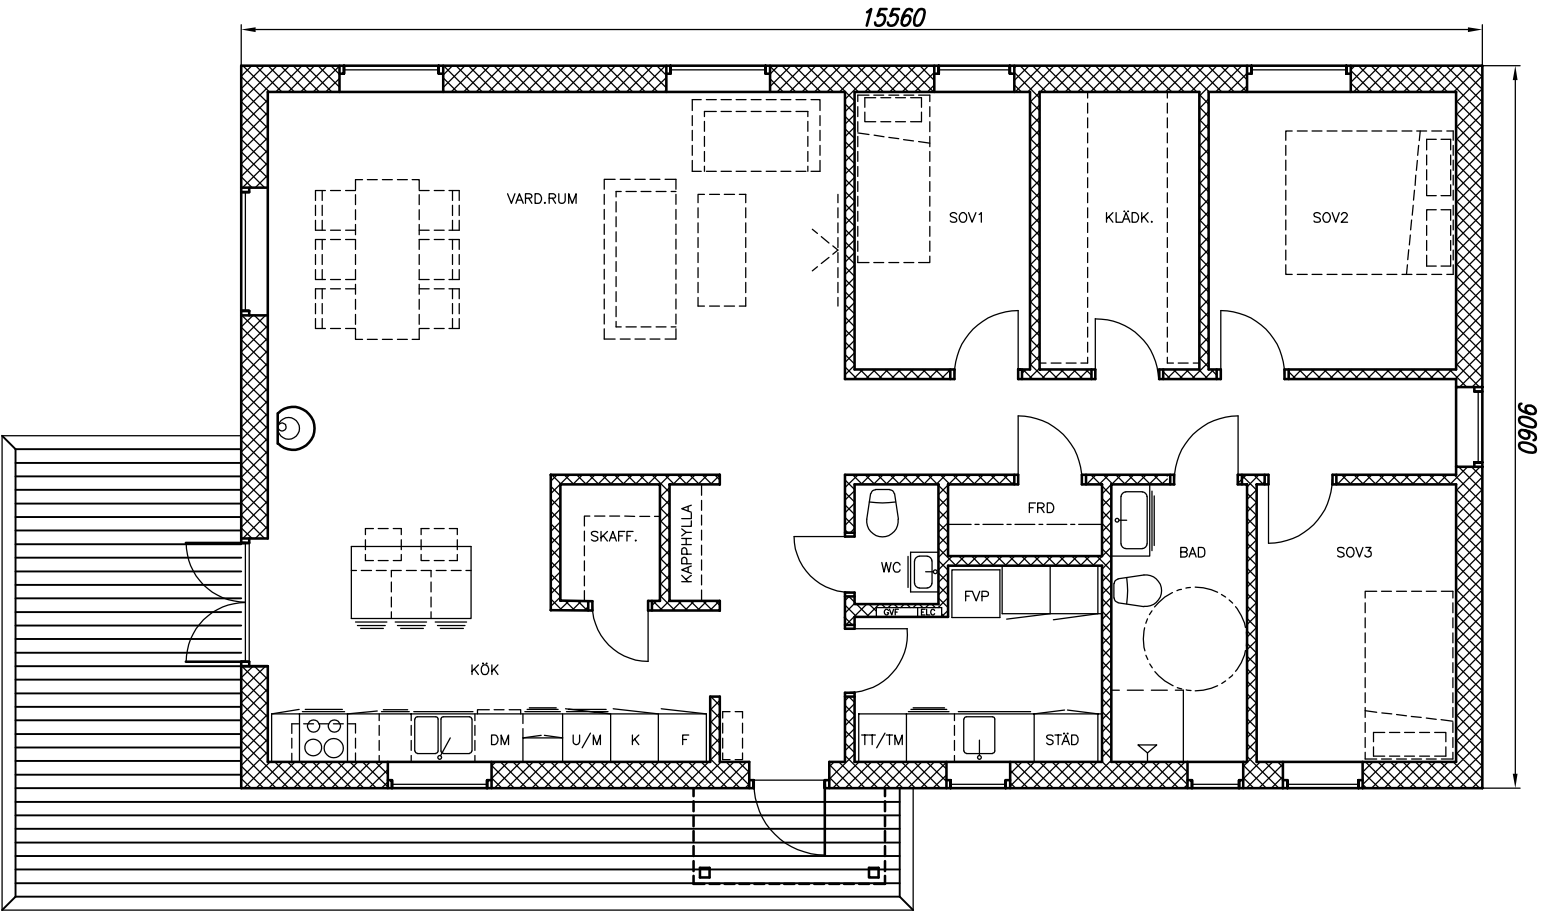 15560
VARD.RUM
SOV1
KLÄDK.
SOV2
9060
SKAFF.
KAPPHYLLA
FRD
WC
BAD
SOV3
FVP
GVF
ELC
KÖK
DM
U/M
K
F
TT/TM
STÄD